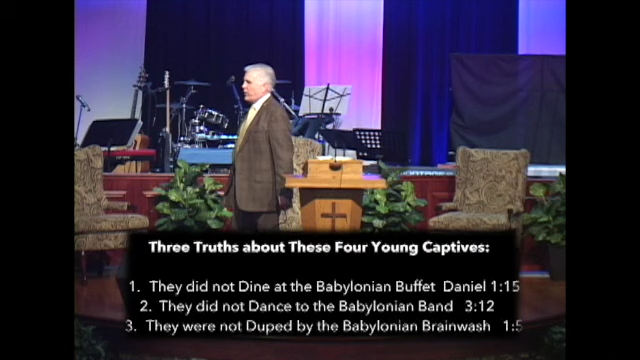 Three Truths about These Four Young Captives:
1. They did not Dine at the Babylonian Buffet Daniel 1:15
2. They did not Dance to the Babylonian Band 3:12
3. They were not Duped by the Babylonian Brainwash 1:5